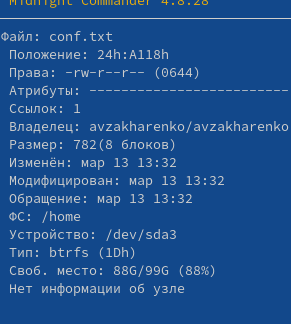 Midnight Commander 4.8.28
Файл: conf.txt
Положение: 24h:A118h
Права: -rw-r--r-- (0644)
Атрибуты: -------------------------
Ссылок: 1
Владелец: avzakharenko/avzakharenko
Размер: 782(8 блоков)
Изменён: мар 13 13:32
Модифицирован: мар 13 13:32
Обращение: мар 13 13:32
ФС: /home
Устройство: /dev/sda3
Тип: btrfs (1Dh)
Своб. место: 88G/99G (88%)
Нет информации об узле